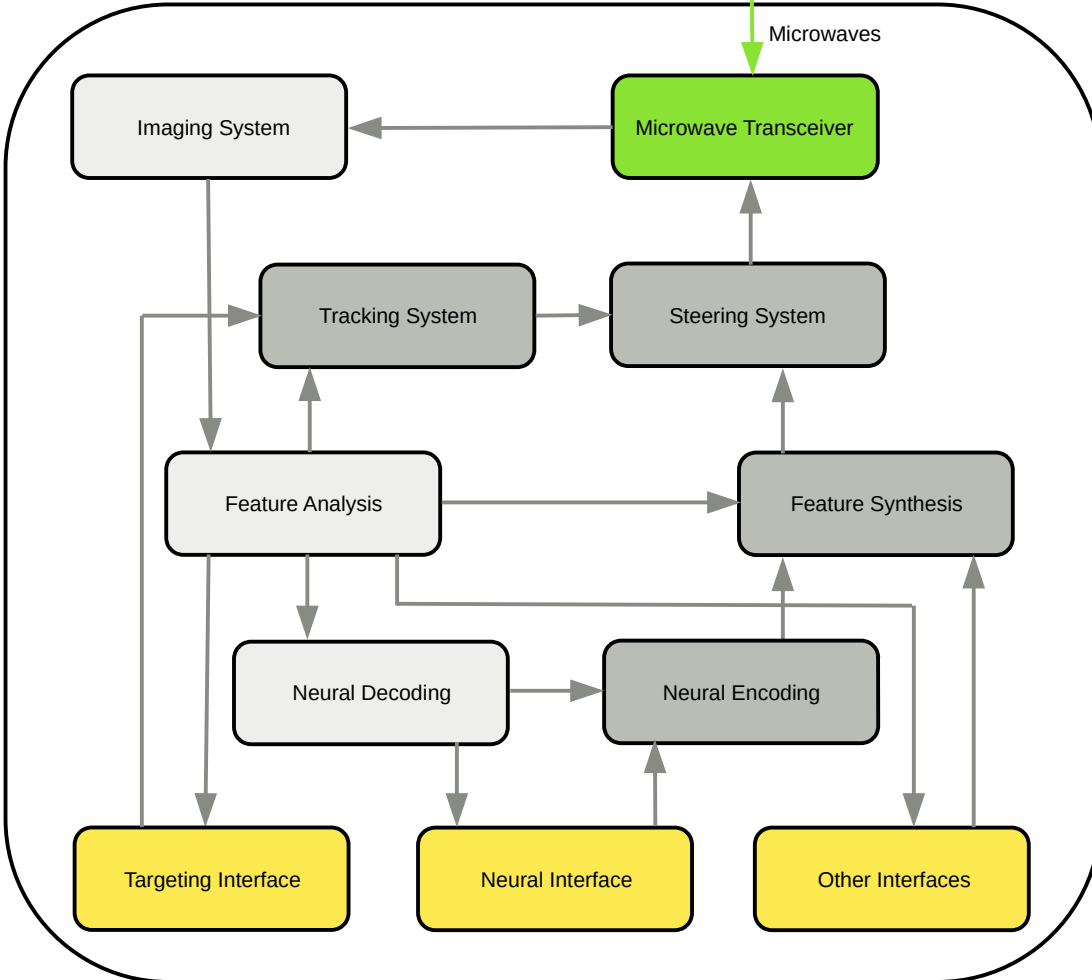 Microwaves
Imaging System
Microwave Transceiver
Tracking System
Steering System
Feature Analysis
Feature Synthesis
Neural Decoding
Neural Encoding
Targeting Interface
Neural Interface
Other Interfaces